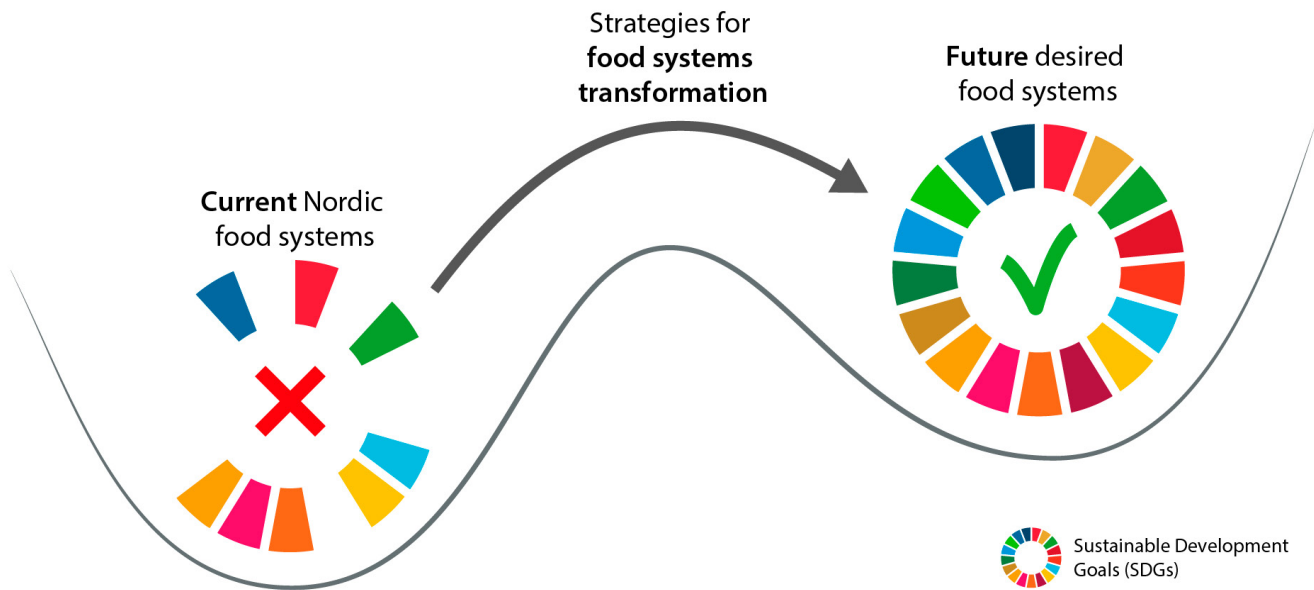 Strategies for
food systems
transformation
Future desired
food systems
Current Nordic
food systems
Sustainable Development
Goals (SDGs)